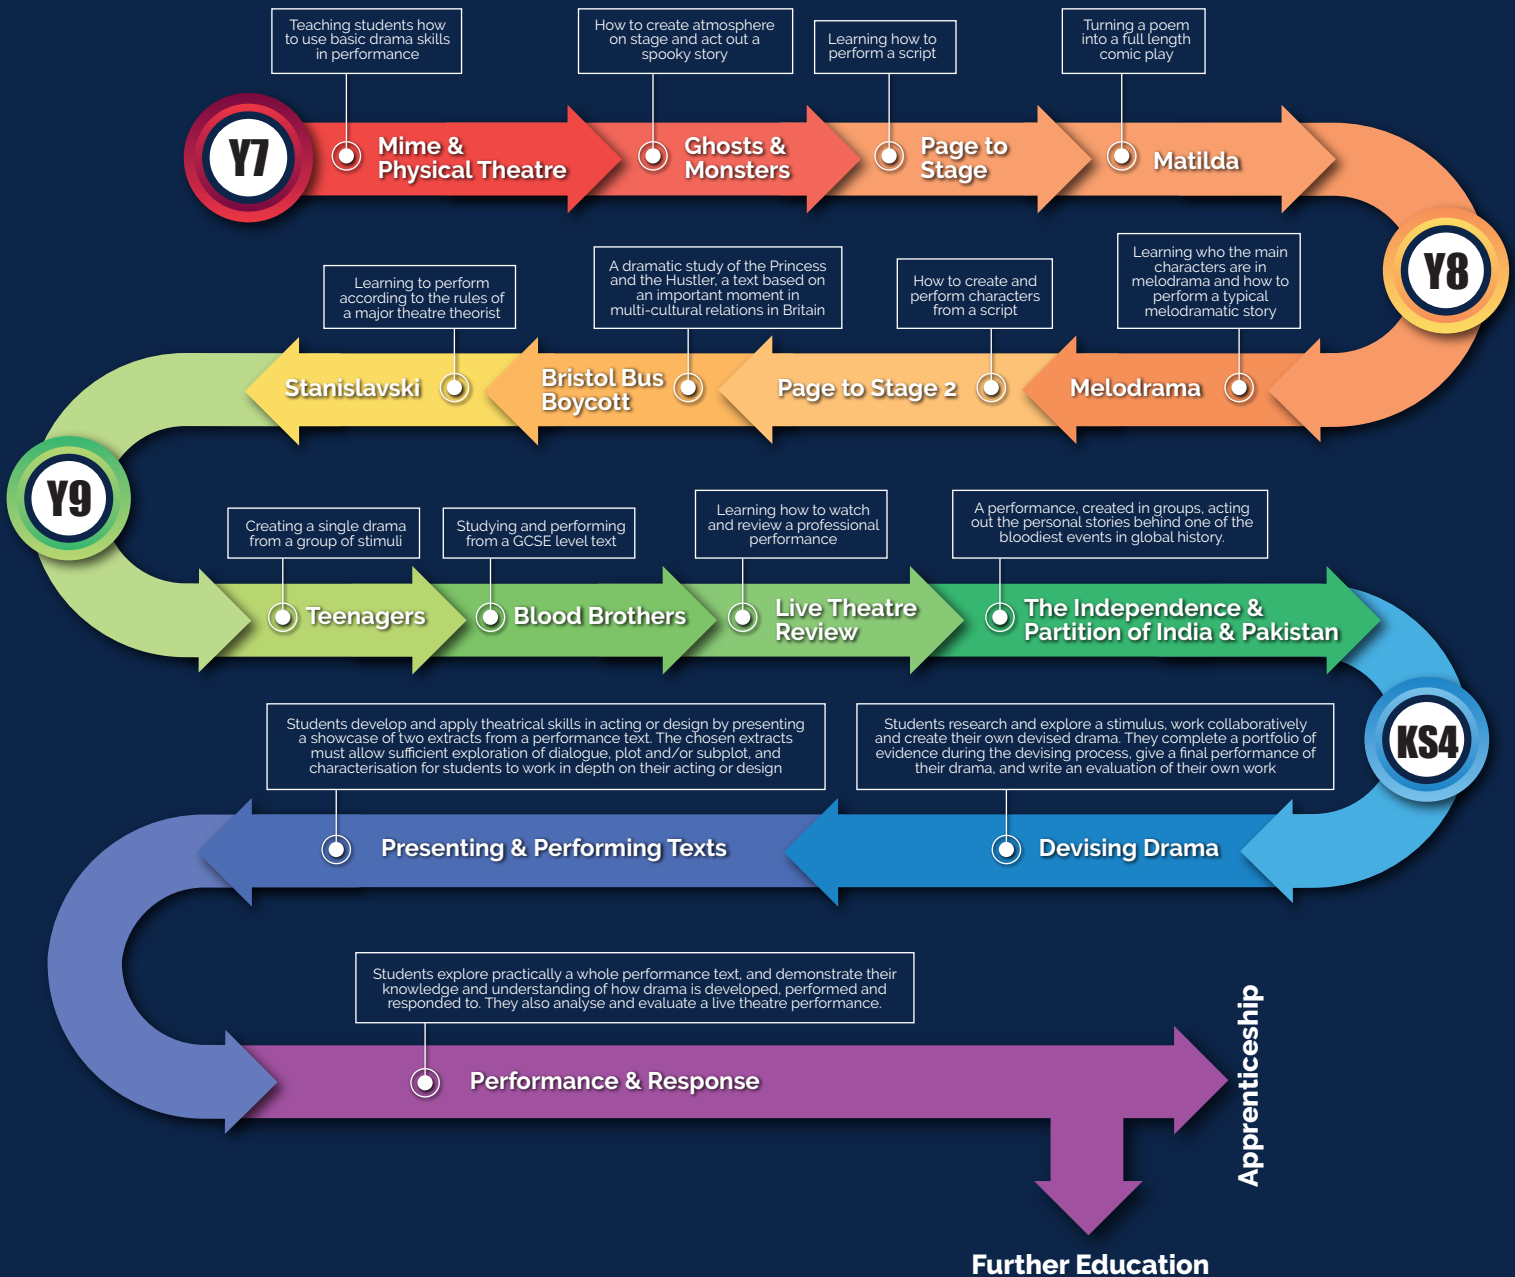 Teaching students how
to use basic drama skills
in performance
How to create atmosphere
on stage and act out a
spooky story
Learning how to
perform a script
Turning a poem
into a full length
comic play
Y7
Mime &
Physical Theatre
Ghosts &
Monsters
Page to
Stage
Matilda
Y8
Learning who the main
characters are in
melodrama and how to
perform a typical
melodramatic story
How to create and
perform characters
from a script
A dramatic study of the Princess
and the Hustler, a text based on
an important moment in
multi-cultural relations in Britain
Learning to perform
according to the rules of
a major theatre theorist
Melodrama
Page to Stage 2
Bristol Bus
Boycott
Stanislavski
Y9
Creating a single drama
from a group of stimuli
Studying and performing
from a GCSE level text
Learning how to watch
and review a professional
performance
A performance, created in groups, acting
out the personal stories behind one of the
bloodiest events in global history.
Teenagers
Blood Brothers
Live Theatre
Review
The Independence &
Partition of India & Pakistan
KS4
Students research and explore a stimulus, work collaboratively
and create their own devised drama. They complete a portfolio of
evidence during the devising process, give a final performance of
their drama, and write an evaluation of their own work
Students develop and apply theatrical skills in acting or design by presenting
a showcase of two extracts from a performance text. The chosen extracts
must allow sufficient exploration of dialogue, plot and/or subplot, and
characterisation for students to work in depth on their acting or design
Devising Drama
Presenting & Performing Texts
Students explore practically a whole performance text, and demonstrate their
knowledge and understanding of how drama is developed, performed and
responded to. They also analyse and evaluate a live theatre performance.
Performance & Response
Apprenticeship
Further Education